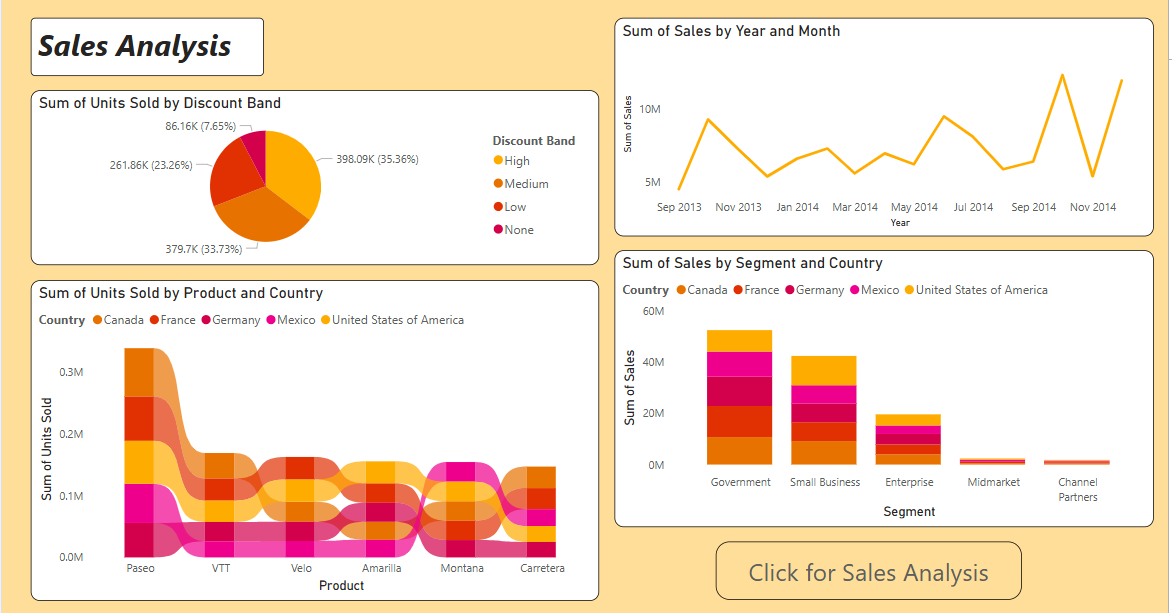 Sales Analysis
Sum of Units Sold by Discount Band
86.16K (7.65%)
261.86K (23.26%)
398.09K (35.36%)
379.7K (33.73%)
Discount Band
High
Medium
Low
None
Sum of Units Sold by Product and Country
Country Canada France Germany Mexico United States of America
Sum of Units Sold
0.3M
0.2M
0.1M
0.0M
Paseo VTT Velo Amarilla Montana Carretera
Product
Sum of Sales by Year and Month
Sum of Sales
10M
5M
Sep 2013 Nov 2013 Jan 2014 Mar 2014 May 2014 Jul 2014 Sep 2014 Nov 2014
Year
Sum of Sales by Segment and Country
Country Canada France Germany Mexico United States of America
Sum of Sales
60M
40M
20M
0M
Government Small Business Enterprise Midmarket Channel
Partners
Segment
Click for Sales Analysis